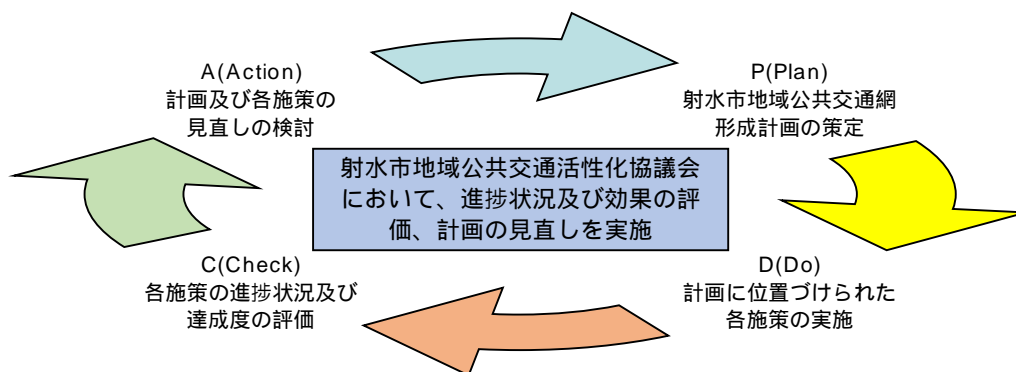 A(Action)
計画及び各施策の
見直しの検討
P(Plan)
射水市地域公共交通網
形成計画の策定
射水市地域公共交通活性化協議会
において、進捗状況及び効果の評
価、計画の見直しを実施
C(Check)
各施策の進捗状況及び
達成度の評価
D(Do)
計画に位置づけられた
各施策の実施